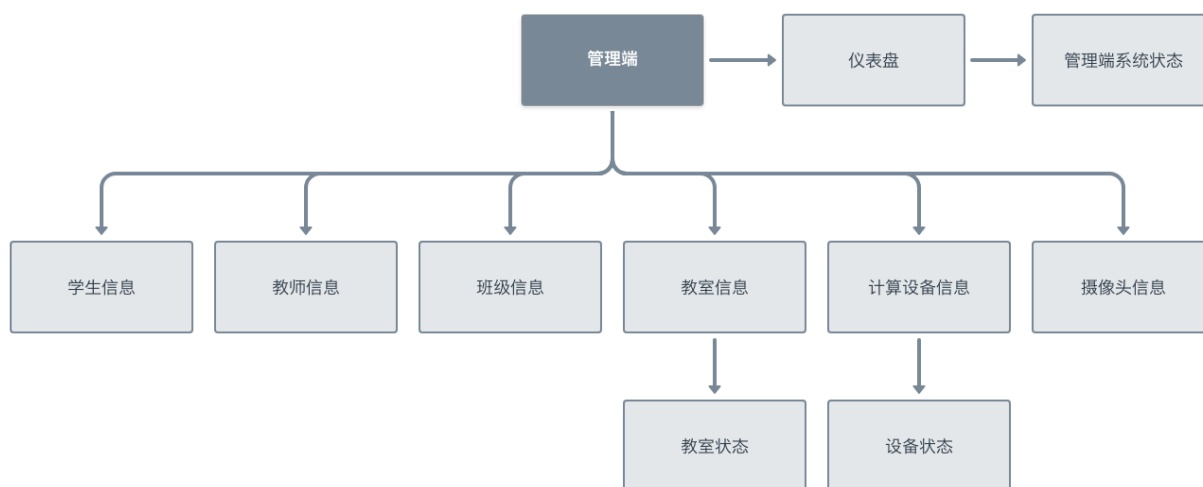 管理端
仪表盘
管理端系统状态
学生信息
教师信息
班级信息
教室信息
计算设备信息
摄像头信息
教室状态
设备状态